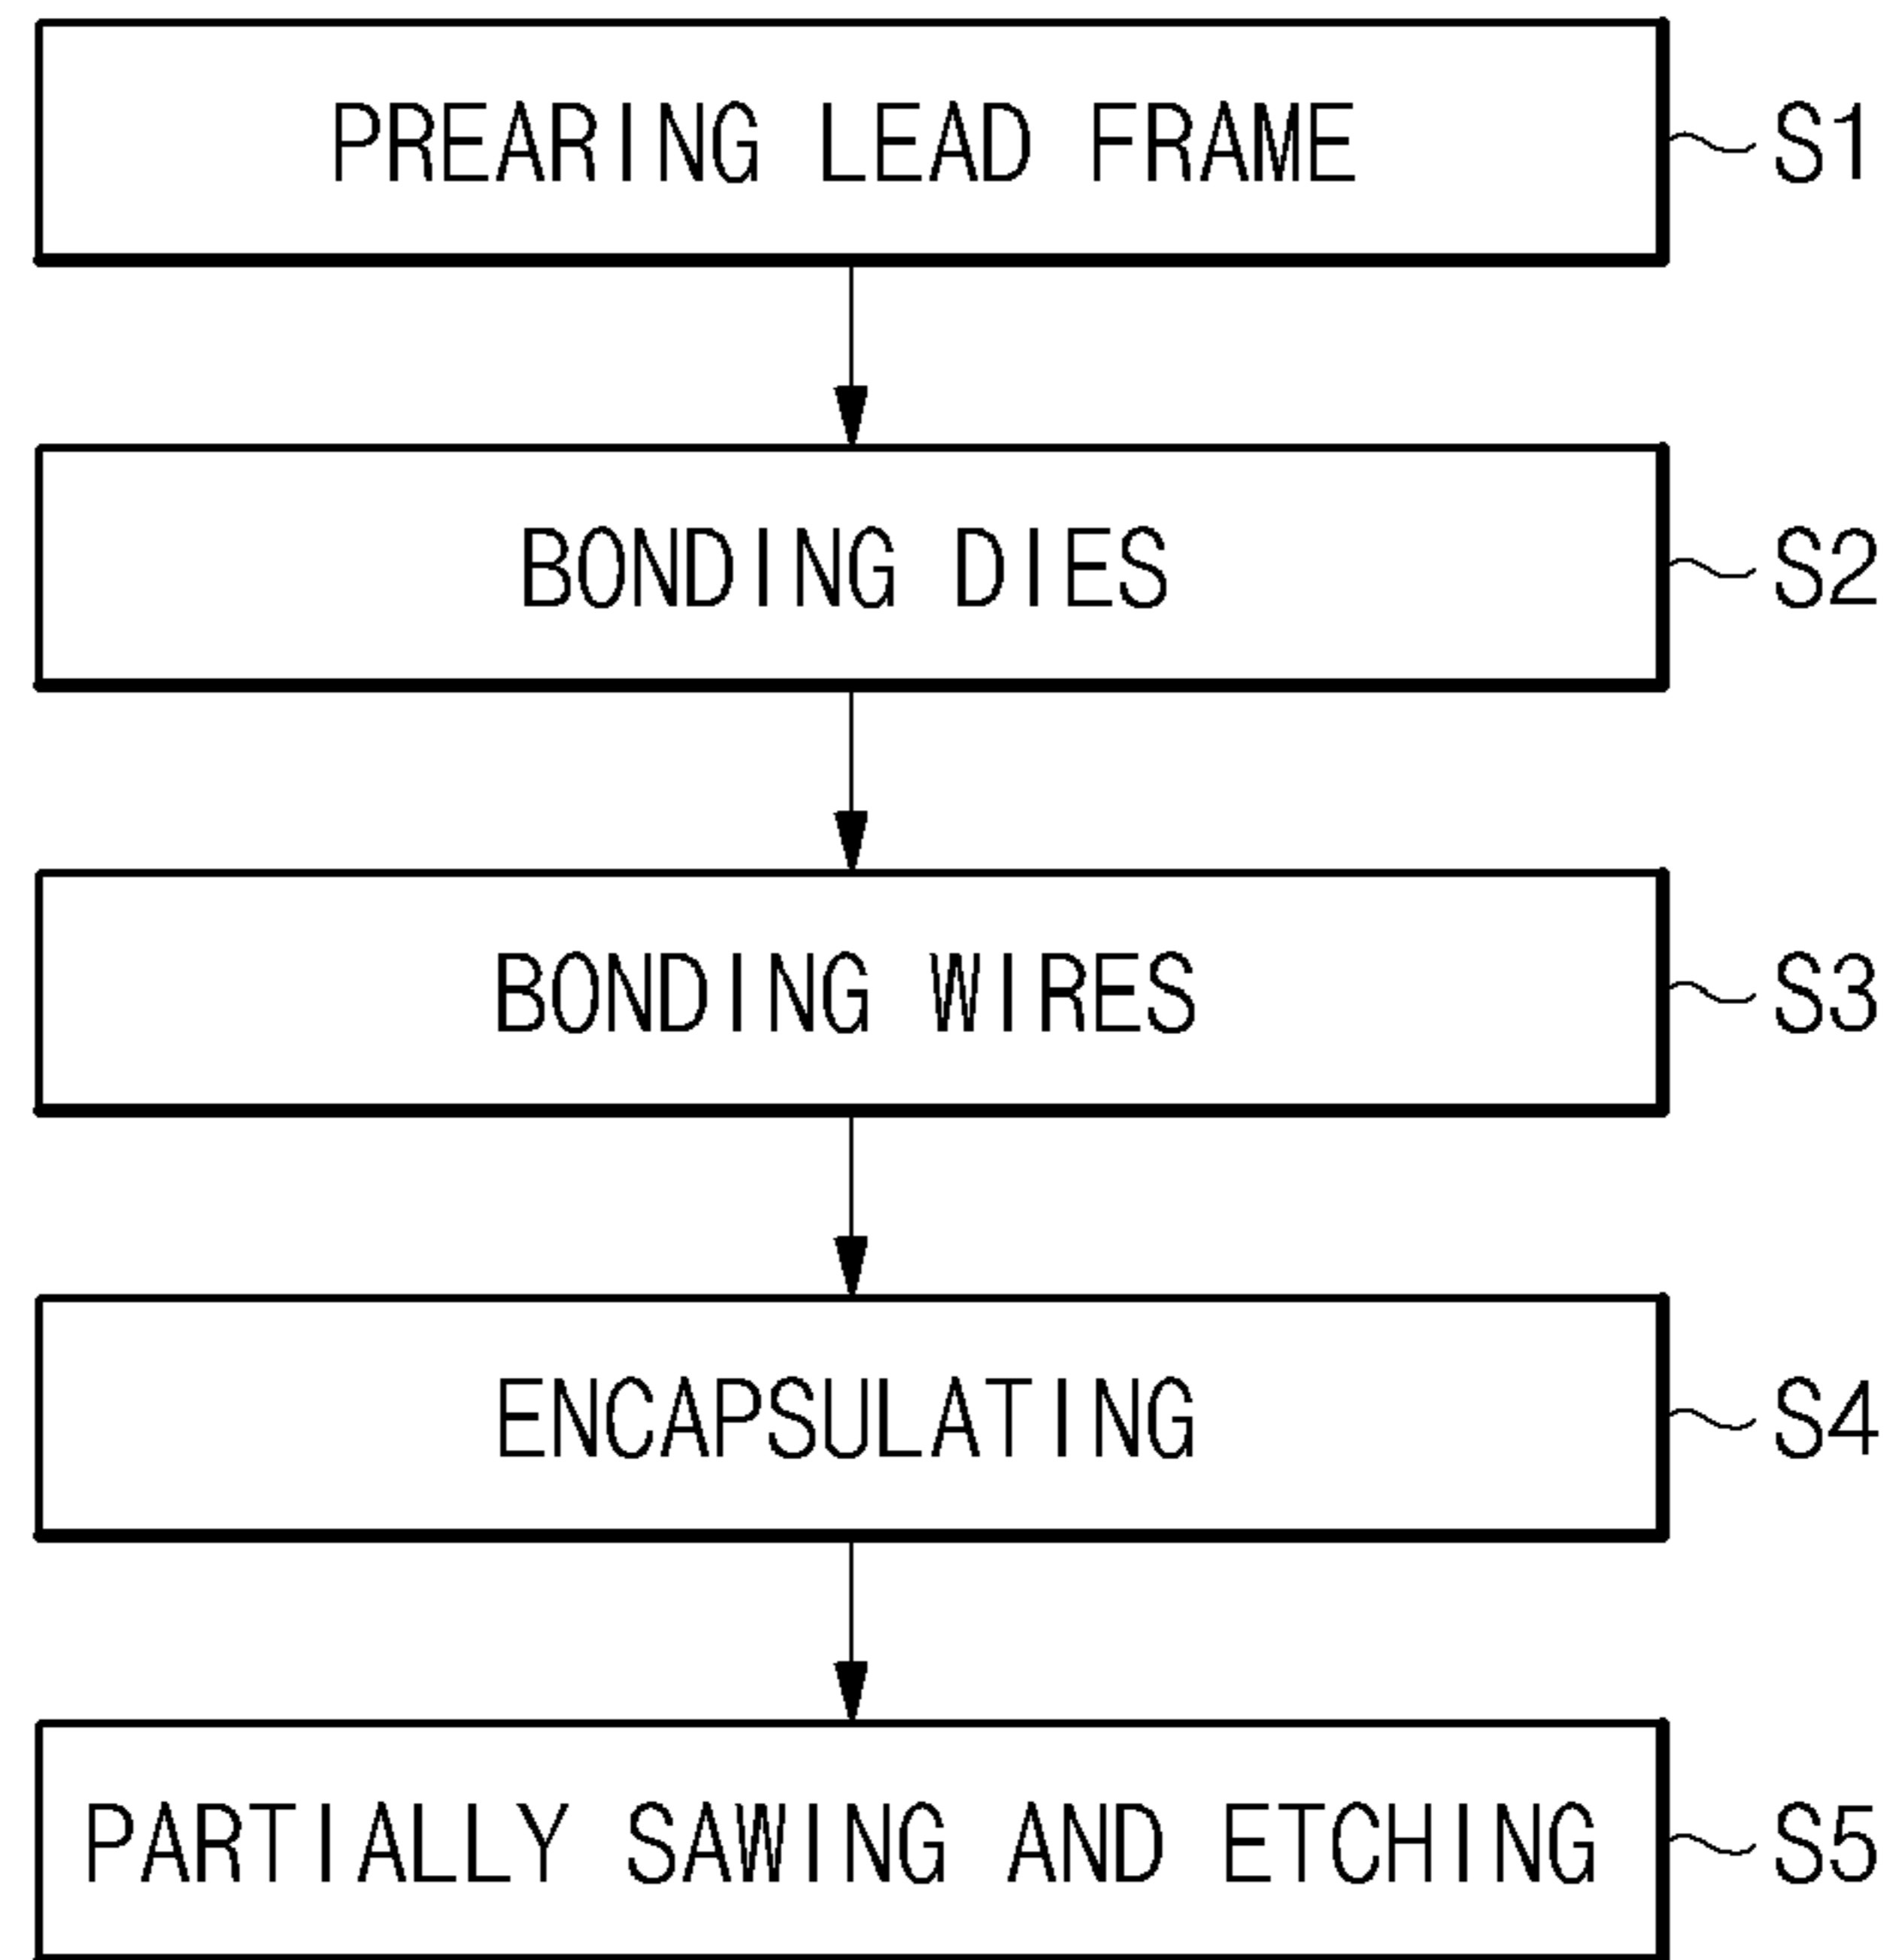 PREARING LEAD FRAME S1
BONDING DIES S2
BONDING WIRES S3
ENCAPSULATING S4
PARTIALLY SAWING AND ETCHING S5